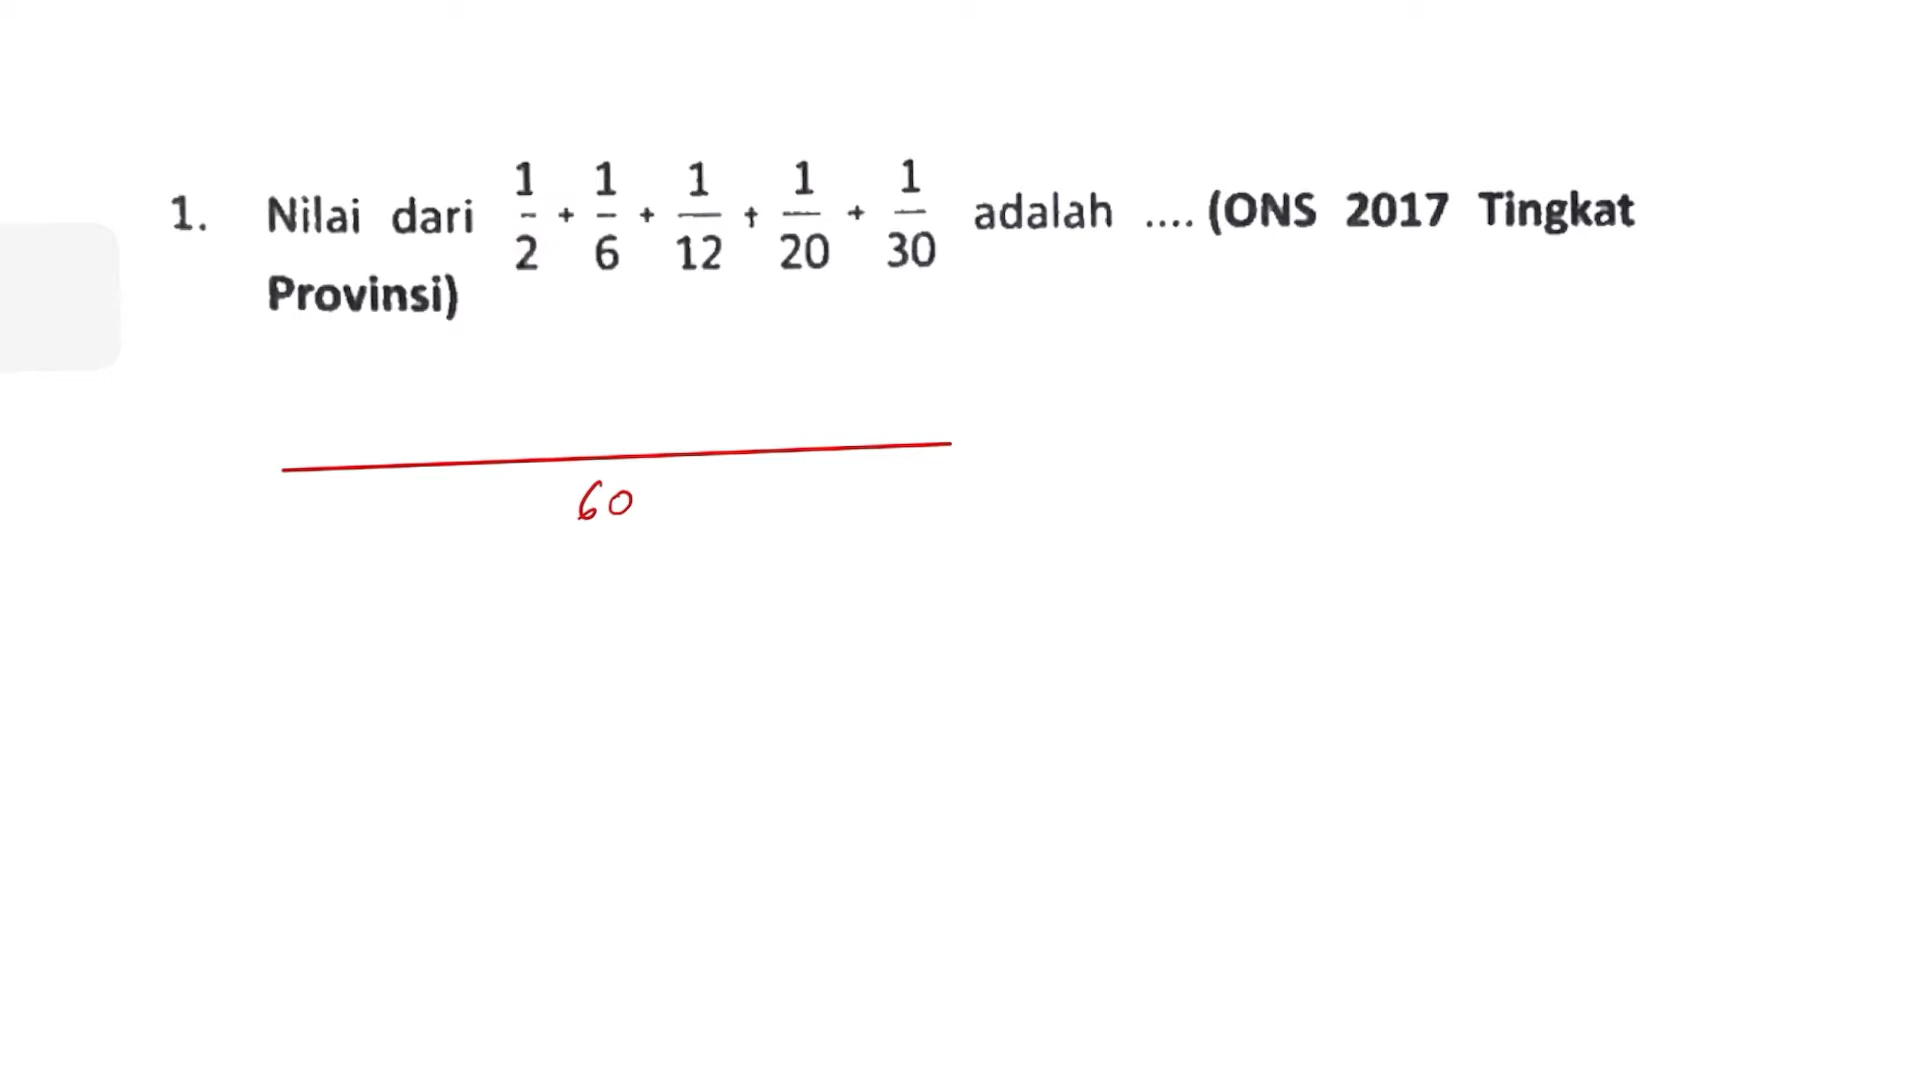 1. Nilai dari 1/2 + 1/6 + 1/12 + 1/20 + 1/30 adalah .... (ONS 2017 Tingkat
Provinsi)
60